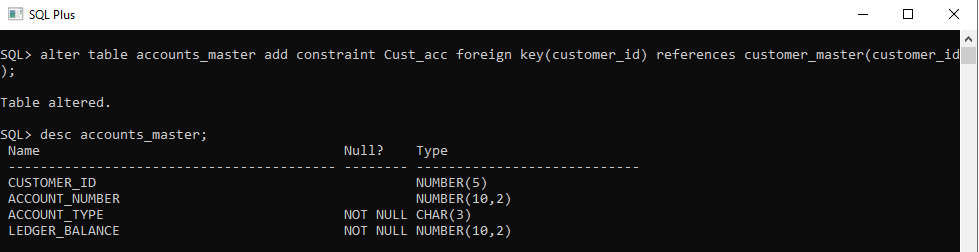 SQL Plus
SQL> alter table accounts_master add constraint Cust_acc foreign key(customer_id) references customer_master(customer_id
);
Table altered.
SQL> desc accounts_master;
 Name                                      Null?    Type
 ----------------------------------------- -------- ----------------------------
 CUSTOMER_ID                                        NUMBER(5)
 ACCOUNT_NUMBER                                     NUMBER(10,2)
 ACCOUNT_TYPE                              NOT NULL CHAR(3)
 LEDGER_BALANCE                            NOT NULL NUMBER(10,2)